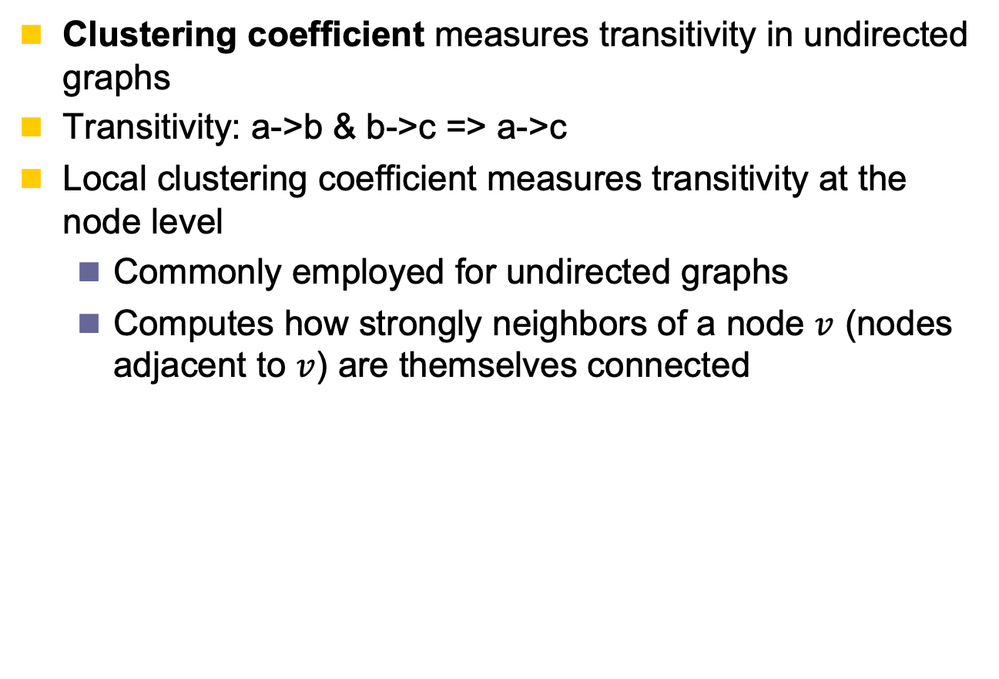 Clustering coefficient measures transitivity in undirected
graphs
Transitivity: a->b & b->c => a->c
Local clustering coefficient measures transitivity at the
node level
Commonly employed for undirected graphs
Computes how strongly neighbors of a node 𝑣 (nodes
adjacent to 𝑣) are themselves connected